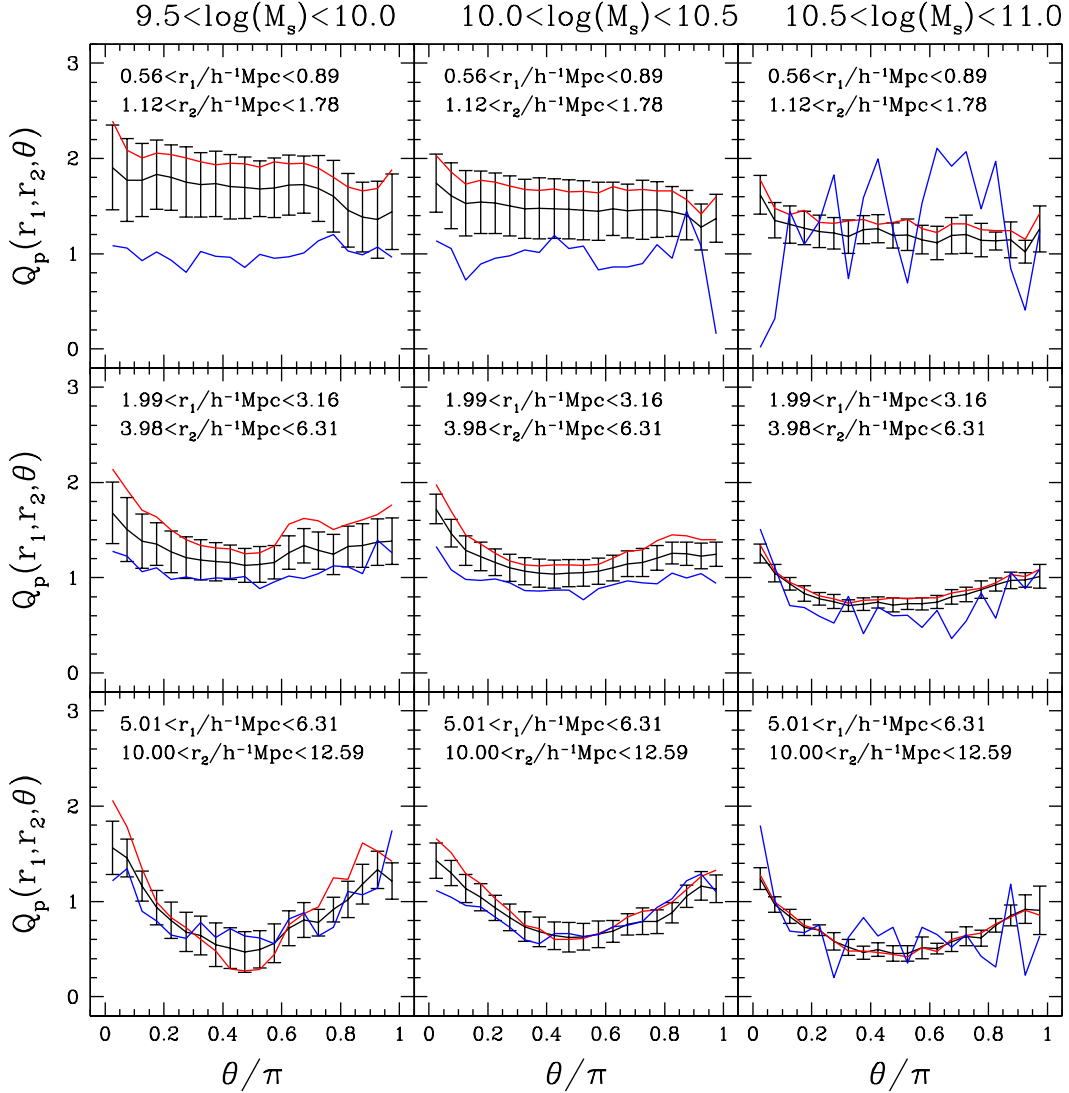 9.5<log(Mₛ)<10.0 10.0<log(Mₛ)<10.5 10.5<log(Mₛ)<11.0
0.56<r₁/h⁻¹Mpc<0.89 0.56<r₁/h⁻¹Mpc<0.89 0.56<r₁/h⁻¹Mpc<0.89
1.12<r₂/h⁻¹Mpc<1.78 1.12<r₂/h⁻¹Mpc<1.78 1.12<r₂/h⁻¹Mpc<1.78
Qₚ(r₁,r₂,θ)
3
2
1
0
1.99<r₁/h⁻¹Mpc<3.16 1.99<r₁/h⁻¹Mpc<3.16 1.99<r₁/h⁻¹Mpc<3.16
3.98<r₂/h⁻¹Mpc<6.31 3.98<r₂/h⁻¹Mpc<6.31 3.98<r₂/h⁻¹Mpc<6.31
Qₚ(r₁,r₂,θ)
3
2
1
0
5.01<r₁/h⁻¹Mpc<6.31 5.01<r₁/h⁻¹Mpc<6.31 5.01<r₁/h⁻¹Mpc<6.31
10.00<r₂/h⁻¹Mpc<12.59 10.00<r₂/h⁻¹Mpc<12.59 10.00<r₂/h⁻¹Mpc<12.59
Qₚ(r₁,r₂,θ)
3
2
1
0
0 0.2 0.4 0.6 0.8 1 0 0.2 0.4 0.6 0.8 1 0 0.2 0.4 0.6 0.8 1
θ/π θ/π θ/π